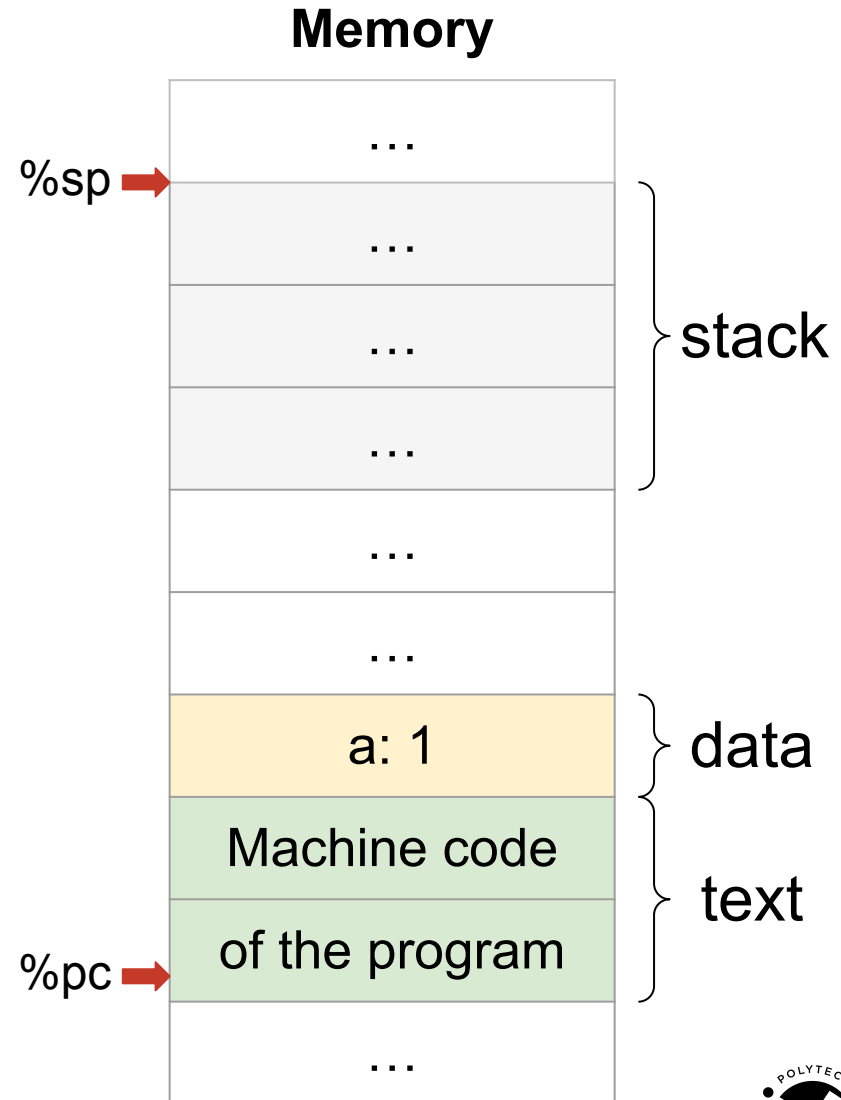 Memory
...
%sp
...
...
stack
...
...
...
a: 1
data
Machine code
text
of the program
%pc
...